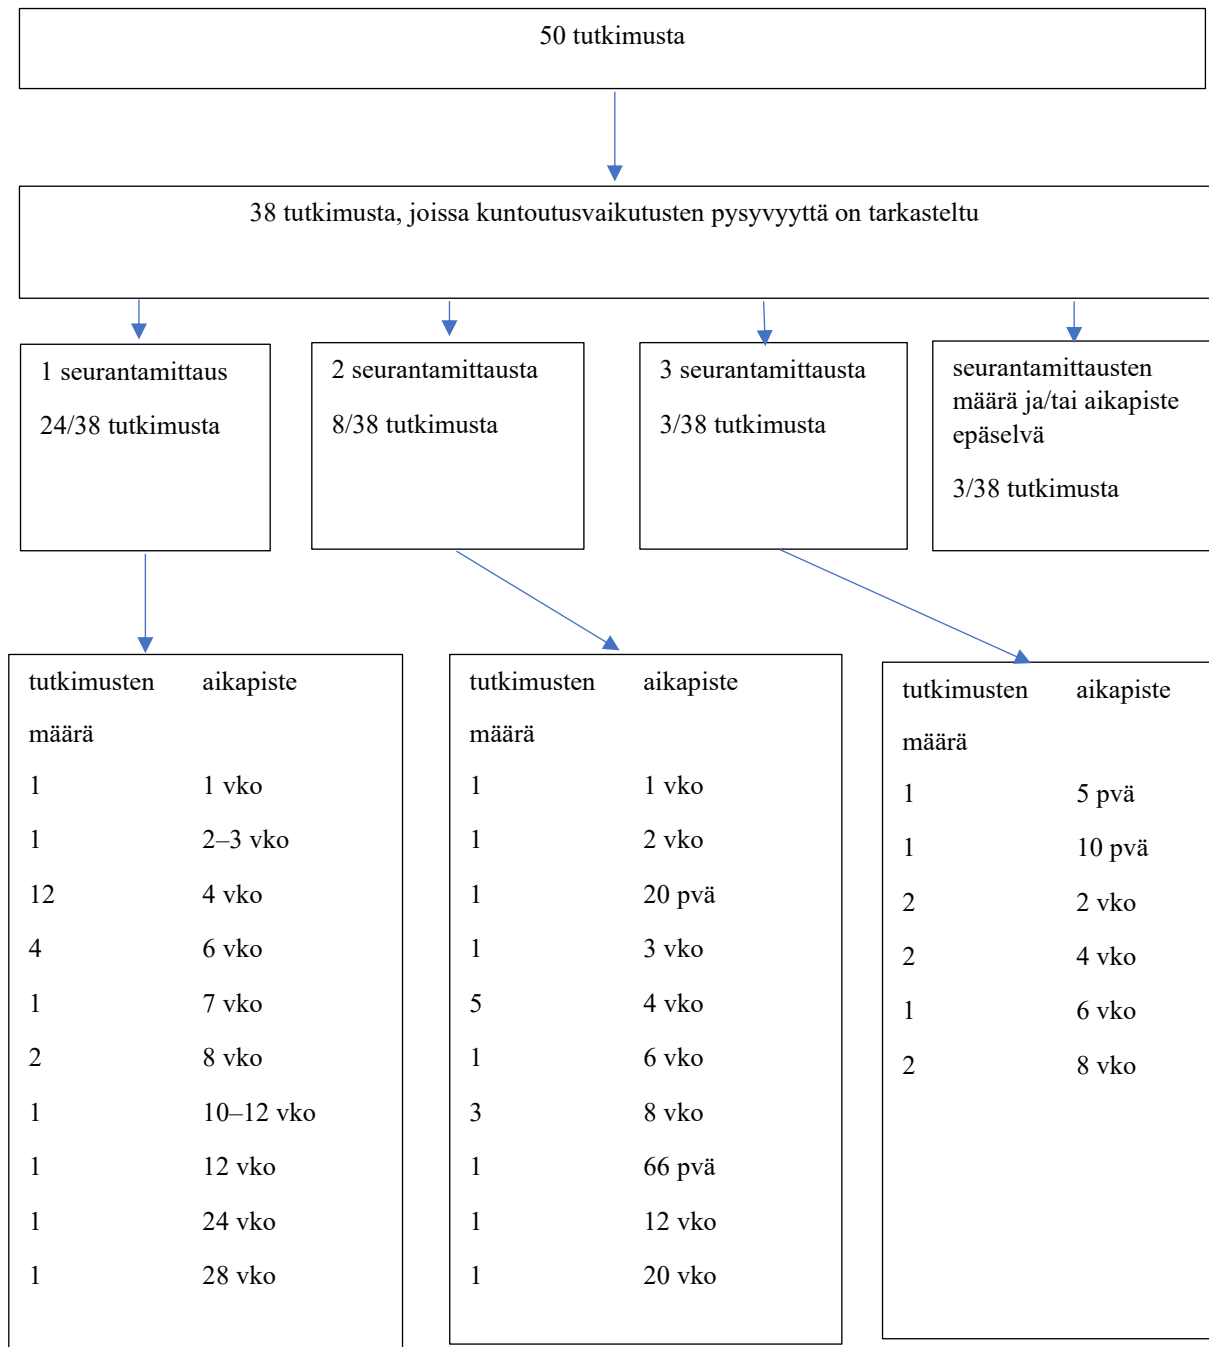 50 tutkimusta
38 tutkimusta, joissa kuntoutusvaikutusten pysyvyyttä on tarkasteltu
1 seurantamittaus
24/38 tutkimusta
2 seurantamittausta
8/38 tutkimusta
3 seurantamittausta
3/38 tutkimusta
seurantamittausten
määrä ja/tai aikapiste
epäselvä
3/38 tutkimusta
tutkimusten aikapiste
määrä
1 1 vko
1 2–3 vko
12 4 vko
4 6 vko
1 7 vko
2 8 vko
1 10–12 vko
1 12 vko
1 24 vko
1 28 vko
tutkimusten aikapiste
määrä
1 1 vko
1 2 vko
1 20 pvä
1 3 vko
5 4 vko
1 6 vko
3 8 vko
1 66 pvä
1 12 vko
1 20 vko
tutkimusten aikapiste
määrä
1 5 pvä
1 10 pvä
2 2 vko
2 4 vko
1 6 vko
2 8 vko